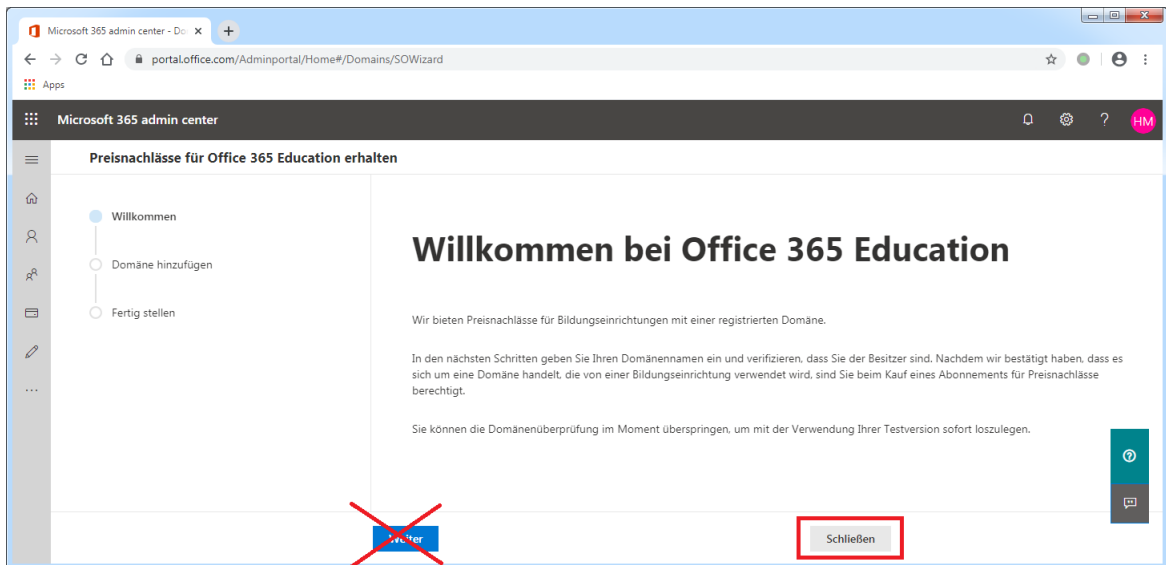 Microsoft 365 admin center - Do
portal.office.com/Adminportal/Home#/Domains/SOWizard
Apps
Microsoft 365 admin center
HM
Preisnachlässe für Office 365 Education erhalten
Willkommen
Domäne hinzufügen
Fertig stellen
Willkommen bei Office 365 Education
Wir bieten Preisnachlässe für Bildungseinrichtungen mit einer registrierten Domäne.
In den nächsten Schritten geben Sie Ihren Domänennamen ein und verifizieren, dass Sie der Besitzer sind. Nachdem wir bestätigt haben, dass es
sich um eine Domäne handelt, die von einer Bildungseinrichtung verwendet wird, sind Sie beim Kauf eines Abonnements für Preisnachlässe
berechtigt.
Sie können die Domänenüberprüfung im Moment überspringen, um mit der Verwendung Ihrer Testversion sofort loszulegen.
Weiter
Schließen